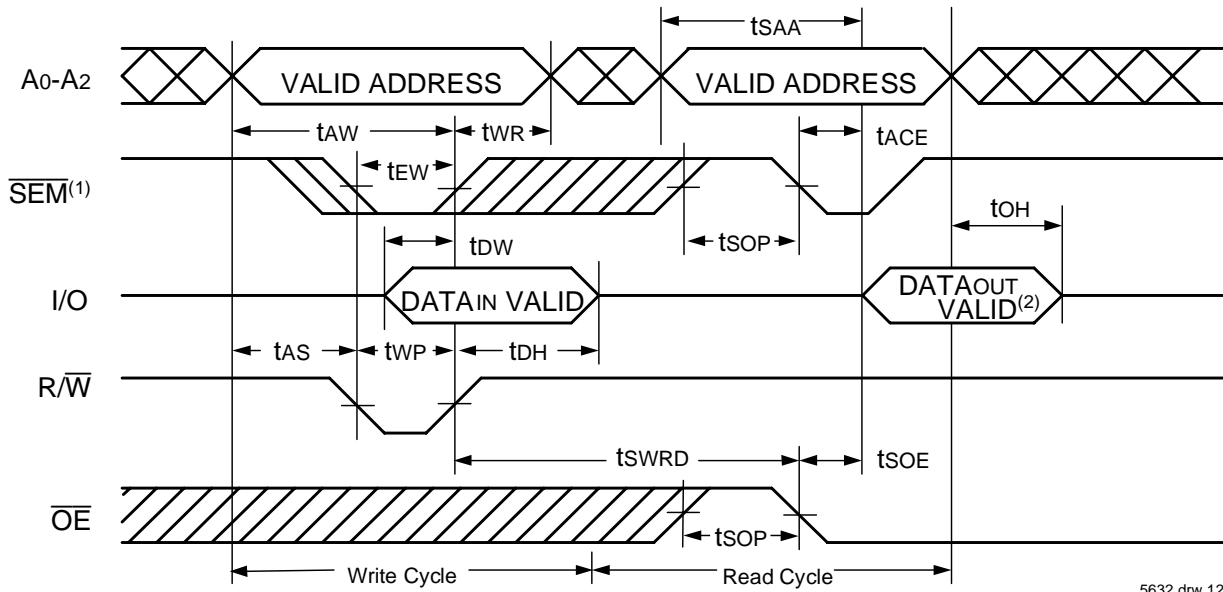 tSAA
A0-A2
VALID ADDRESS
VALID ADDRESS
tAW
tWR
tACE
tEW
SEM(1)
tSOP
tOH
tDW
I/O
DATAIN VALID
DATAOUT
VALID(2)
tAS
tWP
tDH
R/W
tSWRD
tSOE
OE
tSOP
Write Cycle
Read Cycle
5632 drw 12